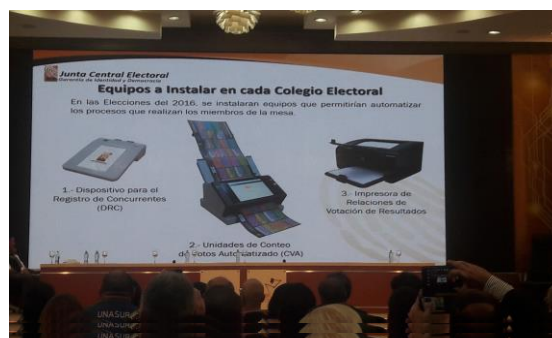 Junta Central Electoral
Garantía de Identidad y Democracia
Equipos a Instalar en cada Colegio Electoral
En las Elecciones del 2016, se instalaran equipos que permitirían automatizar
los procesos que realizan los miembros de la mesa.
1.- Dispositivo para el
Registro de Concurrentes
(DRC)
2.- Unidades de Conteo
de Votos Automatizado (CVA)
3.- Impresora de
Relaciones de
Votación de Resultados
UNASUR
UNASUR
UNASUR